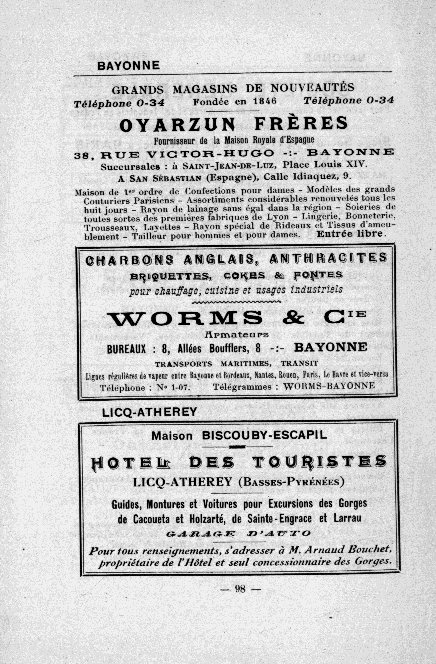 BAYONNE
GRANDS MAGASINS DE NOUVEAUTÉS
Téléphone 0-34 Fondée en 1846 Téléphone 0-34
OYARZUN FRÈRES
Fournisseur de la Maison Royale d'Espagne
38, RUE VICTOR-HUGO -:- BAYONNE
Succursales : à SAINT-JEAN-DE-LUZ, Place Louis XIV.
A SAN SÉBASTIAN (Espagne), Calle Idiaquez, 9.
Maison de 1er ordre de Confections pour dames - Modèles des grands
Couturiers Parisiens - Assortiments considérables renouvelés tous les
huit jours - Rayon de lainage sans égal dans la région - Soieries de
toutes sortes des premières fabriques de Lyon - Lingerie, Bonneterie,
Trousseaux, Layettes - Rayon spécial de Rideaux et Tissus d'ameu-
blement - Tailleur pour hommes et pour dames. Entrée libre.
CHARBONS ANGLAIS, ANTHRACITES
BRIQUETTES, COKES & FONTES
pour chauffage, cuisine et usages industriels
WORMS & CIE
Armateurs
BUREAUX : 8, Allées Boufflers, 8 -:- BAYONNE
TRANSPORTS MARITIMES, TRANSIT
Lignes régulières de vapeur entre Bayonne et Bordeaux, Nantes, Rouen, Paris, Le Havre et vice-versa
Téléphone : No 1-07. Télégrammes : WORMS-BAYONNE
LICQ-ATHEREY
Maison BISCOUBY-ESCAPIL
HOTEL DES TOURISTES
LICQ-ATHEREY (BASSES-PYRÉNÉES)
Guides, Montures et Voitures pour Excursions des Gorges
de Cacoueta et Holzarté, de Sainte-Engrace et Larrau
GARAGE D'AUTO
Pour tous renseignements, s'adresser à M. Arnaud Bouchet,
propriétaire de l'Hôtel et seul concessionnaire des Gorges.
— 98 —